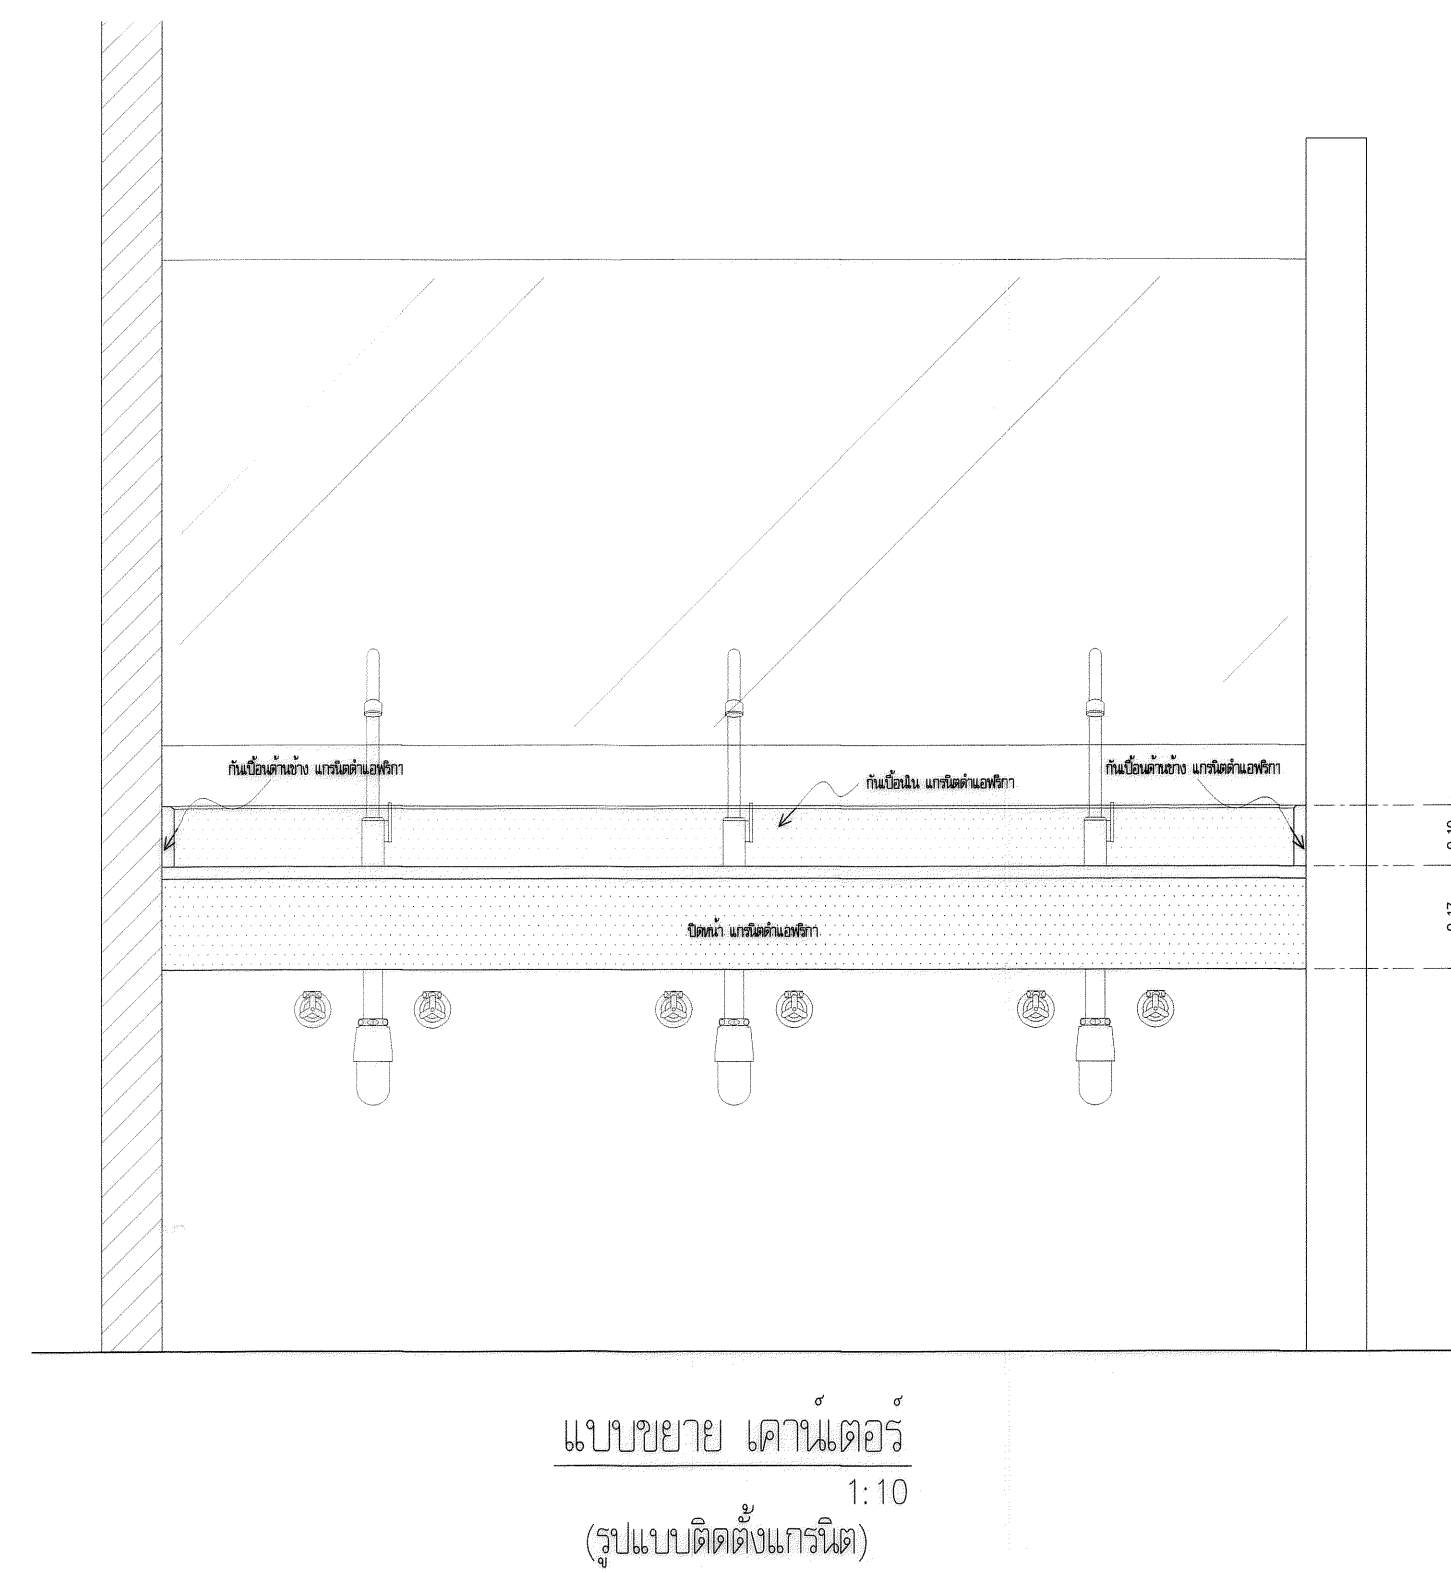 กันเปื้อนด้านข้าง แกรนิตดำแอฟริกา
กันเปื้อนใน แกรนิตดำแอฟริกา
กันเปื้อนด้านข้าง แกรนิตดำแอฟริกา
ปิดหน้า แกรนิตดำแอฟริกา
แบบขยาย เคาน์เตอร์
1:10
(รูปแบบติดตั้งแกรนิต)